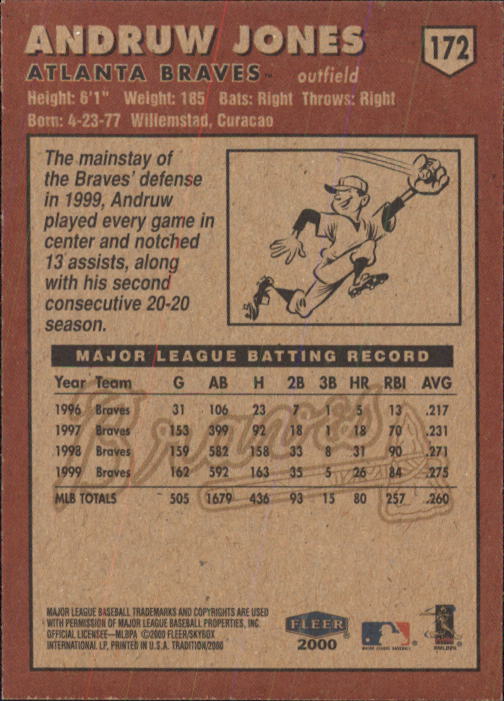 ANDRUW JONES
172
ATLANTA BRAVES™ outfield
Height: 6'1" Weight: 185 Bats: Right Throws: Right
Born: 4-23-77 Willemstad, Curacao
The mainstay of
the Braves' defense
in 1999, Andruw
played every game in
center and notched
13 assists, along
with his second
consecutive 20-20
season.
MAJOR LEAGUE BATTING RECORD
Year Team G AB H 2B 3B HR RBI AVG
1996 Braves 31 106 23 7 1 5 13 .217
1997 Braves 153 399 92 18 1 18 70 .231
1998 Braves 159 582 158 33 8 31 90 .271
1999 Braves 162 592 163 35 5 26 84 .275
MLB TOTALS 505 1679 436 93 15 80 257 .260
Braves
MAJOR LEAGUE BASEBALL TRADEMARKS AND COPYRIGHTS ARE USED
WITH PERMISSION OF MAJOR LEAGUE BASEBALL PROPERTIES, INC.
OFFICIAL LICENSEE—MLBPA ©2000 FLEER/SKYBOX
INTERNATIONAL LP, PRINTED IN U.S.A. TRADITION/2000
FLEER
2000
MAJOR LEAGUE BASEBALL
MLBPA